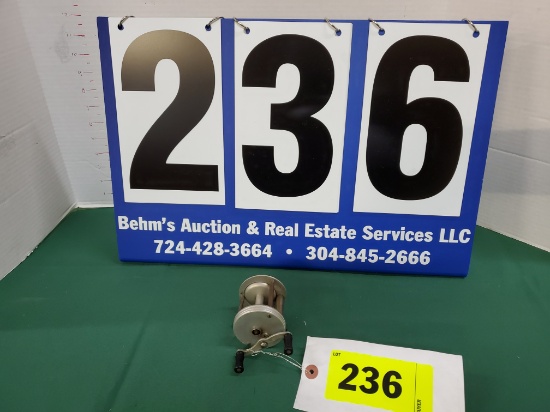 236
Behm's Auction & Real Estate Services LLC
724-428-3664 • 304-845-2666
LOT
236